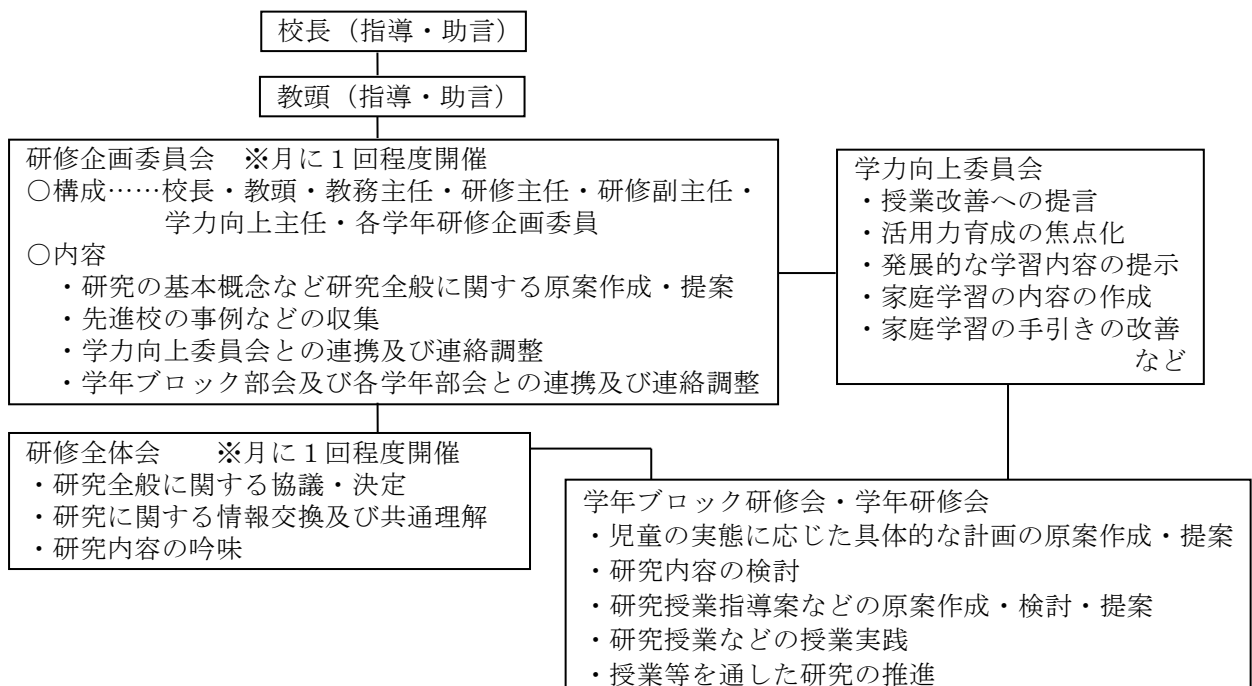 校長（指導・助言）
教頭（指導・助言）
研修企画委員会　※月に１回程度開催
○構成……校長・教頭・教務主任・研修主任・研修副主任・
学力向上主任・各学年研修企画委員
○内容
・研究の基本概念など研究全般に関する原案作成・提案
・先進校の事例などの収集
・学力向上委員会との連携及び連絡調整
・学年ブロック部会及び各学年部会との連携及び連絡調整
学力向上委員会
・授業改善への提言
・活用力育成の焦点化
・発展的な学習内容の提示
・家庭学習の内容の作成
・家庭学習の手引きの改善
など
研修全体会　　※月に１回程度開催
・研究全般に関する協議・決定
・研究に関する情報交換及び共通理解
・研究内容の吟味
学年ブロック研修会・学年研修会
・児童の実態に応じた具体的な計画の原案作成・提案
・研究内容の検討
・研究授業指導案などの原案作成・検討・提案
・研究授業などの授業実践
・授業等を通した研究の推進